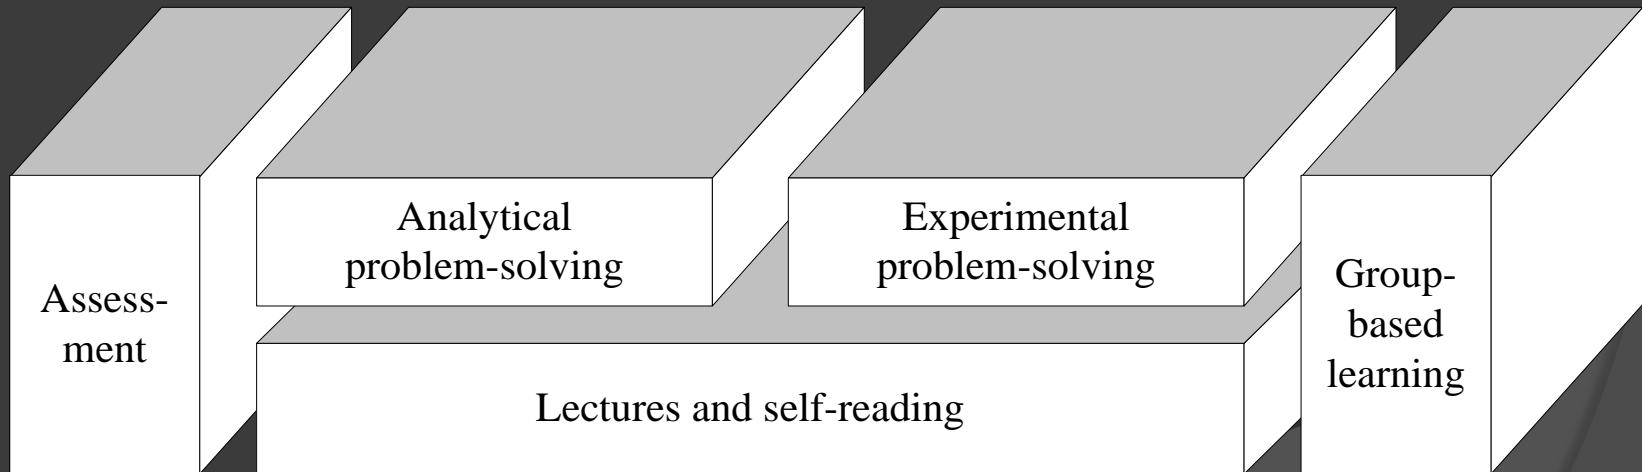 Assess-
ment
Analytical
problem-solving
Experimental
problem-solving
Group-
based
learning
Lectures and self-reading